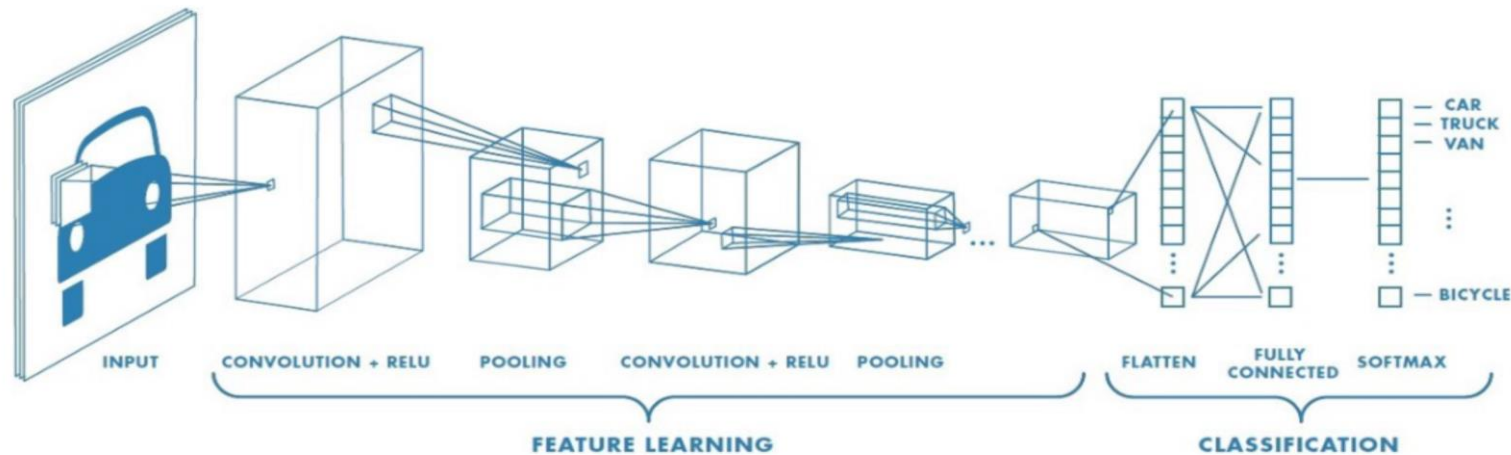 CAR
TRUCK
VAN
BICYCLE
INPUT
CONVOLUTION + RELU
POOLING
CONVOLUTION + RELU
POOLING
FLATTEN
FULLY
CONNECTED
SOFTMAX
FEATURE LEARNING
CLASSIFICATION